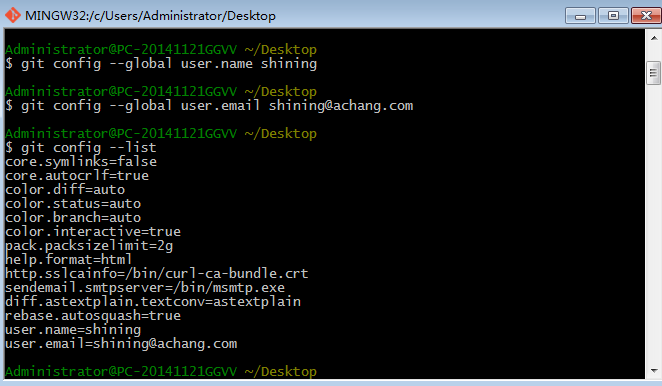 MINGW32:/c/Users/Administrator/Desktop
Administrator@PC-20141121GGVV ~/Desktop
$ git config --global user.name shining
Administrator@PC-20141121GGVV ~/Desktop
$ git config --global user.email shining@achang.com
Administrator@PC-20141121GGVV ~/Desktop
$ git config --list
core.symlinks=false
core.autocrlf=true
color.diff=auto
color.status=auto
color.branch=auto
color.interactive=true
pack.packsizelimit=2g
help.format=html
http.sslcainfo=/bin/curl-ca-bundle.crt
sendemail.smtpserver=/bin/msmtp.exe
diff.astextplain.textconv=astextplain
rebase.autosquash=true
user.name=shining
user.email=shining@achang.com
Administrator@PC-20141121GGVV ~/Desktop